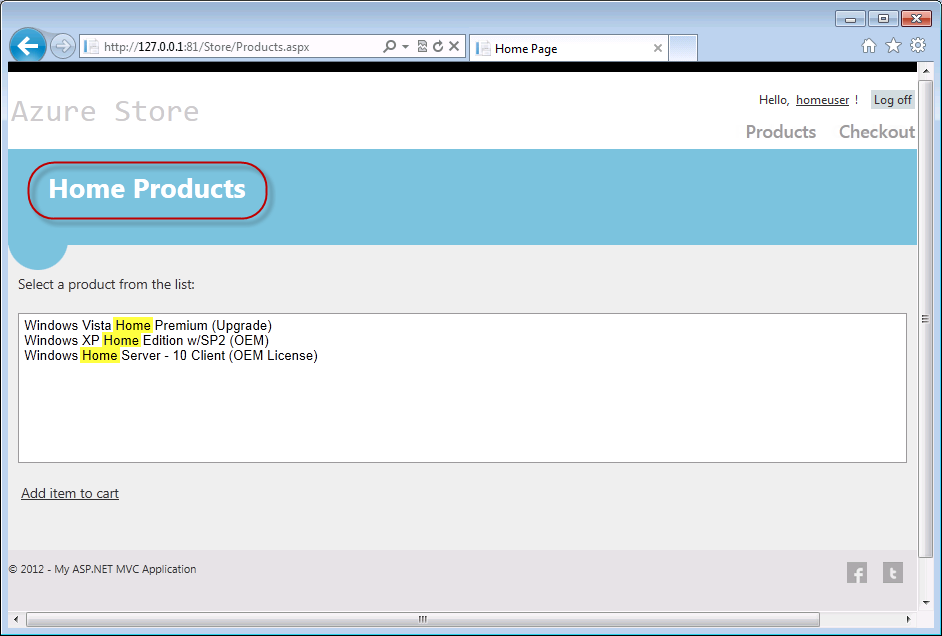 http://127.0.0.1:81/Store/Products.aspx
Home Page
Azure Store
Hello, homeuser ! Log off
Products Checkout
Home Products
Select a product from the list:
Windows Vista Home Premium (Upgrade)
Windows XP Home Edition w/SP2 (OEM)
Windows Home Server - 10 Client (OEM License)
Add item to cart
© 2012 - My ASP.NET MVC Application